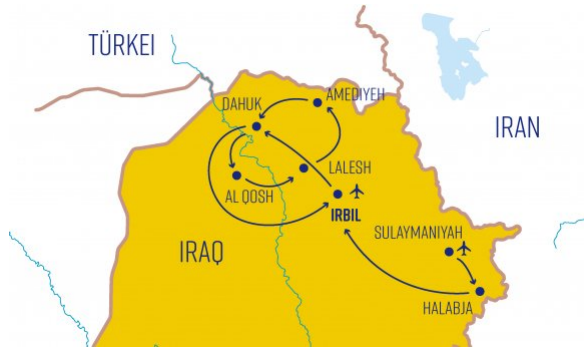 TÜRKEI
AMEDIYEH
DAHUK
IRAN
LALESH
AL QOSH
IRBIL
SULAYMANIYAH
IRAQ
HALABJA